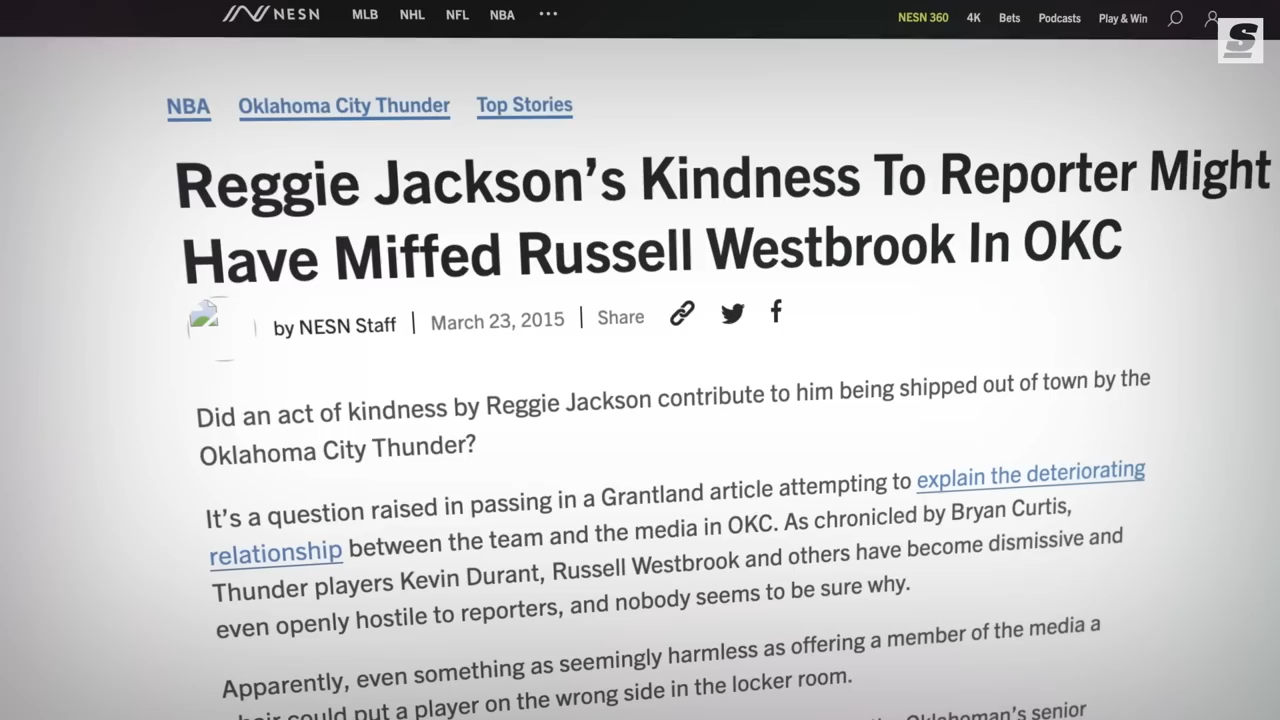 NESN MLB NHL NFL NBA ••• NESN 360 4K Bets Podcasts Play & Win
S
NBA Oklahoma City Thunder Top Stories
Reggie Jackson’s Kindness To Reporter Might
Have Miffed Russell Westbrook In OKC
by NESN Staff | March 23, 2015 | Share
Did an act of kindness by Reggie Jackson contribute to him being shipped out of town by the
Oklahoma City Thunder?
It’s a question raised in passing in a Grantland article attempting to explain the deteriorating
relationship between the team and the media in OKC. As chronicled by Bryan Curtis,
Thunder players Kevin Durant, Russell Westbrook and others have become dismissive and
even openly hostile to reporters, and nobody seems to be sure why.
Apparently, even something as seemingly harmless as offering a member of the media a
could put a player on the wrong side in the locker room.
Oklahoman’s senior